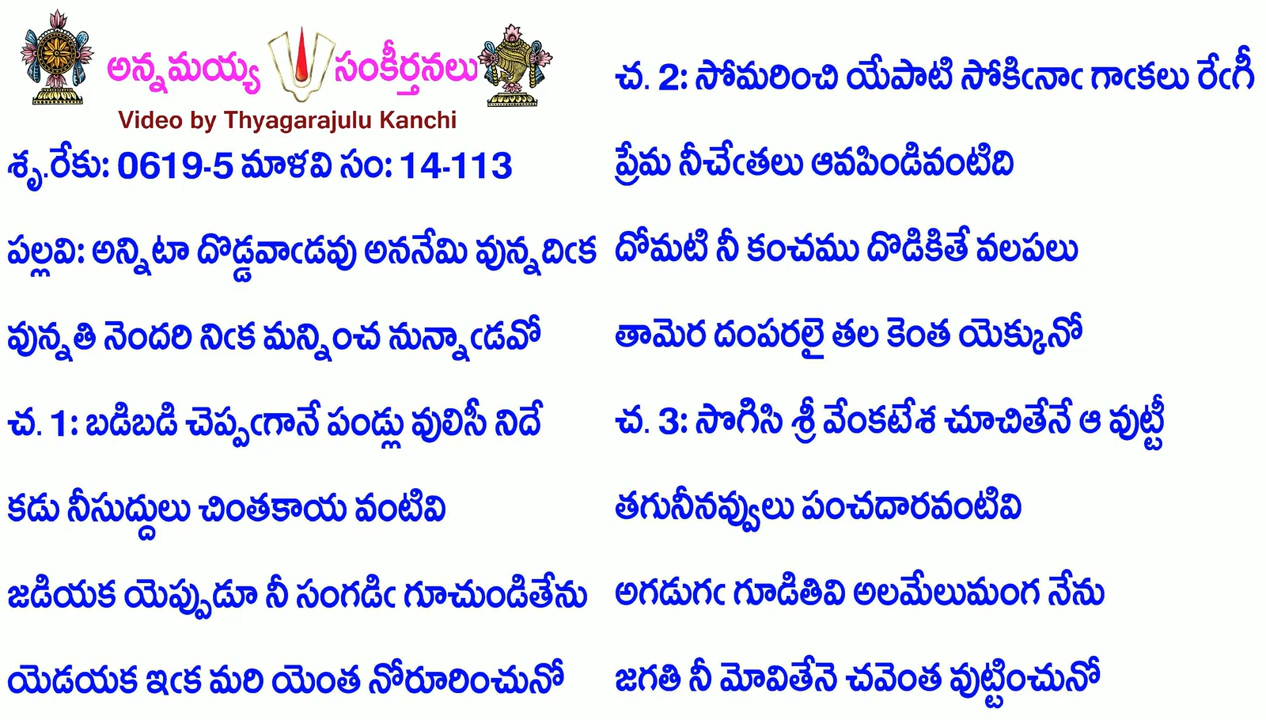 అన్నమయ్య సంకీర్తనలు
Video by Thyagarajulu Kanchi
శృ.రేకు: 0619-5 మాళవి సం: 14-113
పల్లవి: అన్నిటా దొడ్డవాఁడవు అననేమి వున్నదిఁక
వున్నతి నెందరి నిఁక మన్నించ నున్నాఁడవో
చ. 1: బడిబడి చెప్పఁగానే పండ్లు వులిసీ నిదే
కడు నీసుద్దులు చింతకాయ వంటివి
జడియక యెప్పుడూ నీ సంగడిఁ గూచుండితేను
యెడయక ఇఁక మరి యెంత నోరూరించునో
చ. 2: సోమరించి యేపాటి సోకిఁనాఁ గాఁకలు రేఁగీ
ప్రేమ నీచేఁతలు ఆవపిండివంటిది
దోమటి నీ కంచము దొడికితే వలపలు
తామెర దంపరలై తల కెంత యెక్కునో
చ. 3: సొగిసి శ్రీ వేంకటేశ చూచితేనే ఆ వుట్టీ
తగునీనవ్వులు పంచదారవంటివి
అగడుగఁ గూడితివి అలమేలుమంగ నేను
జగతి నీ మోవితేనె చవెంత వుట్టించునో